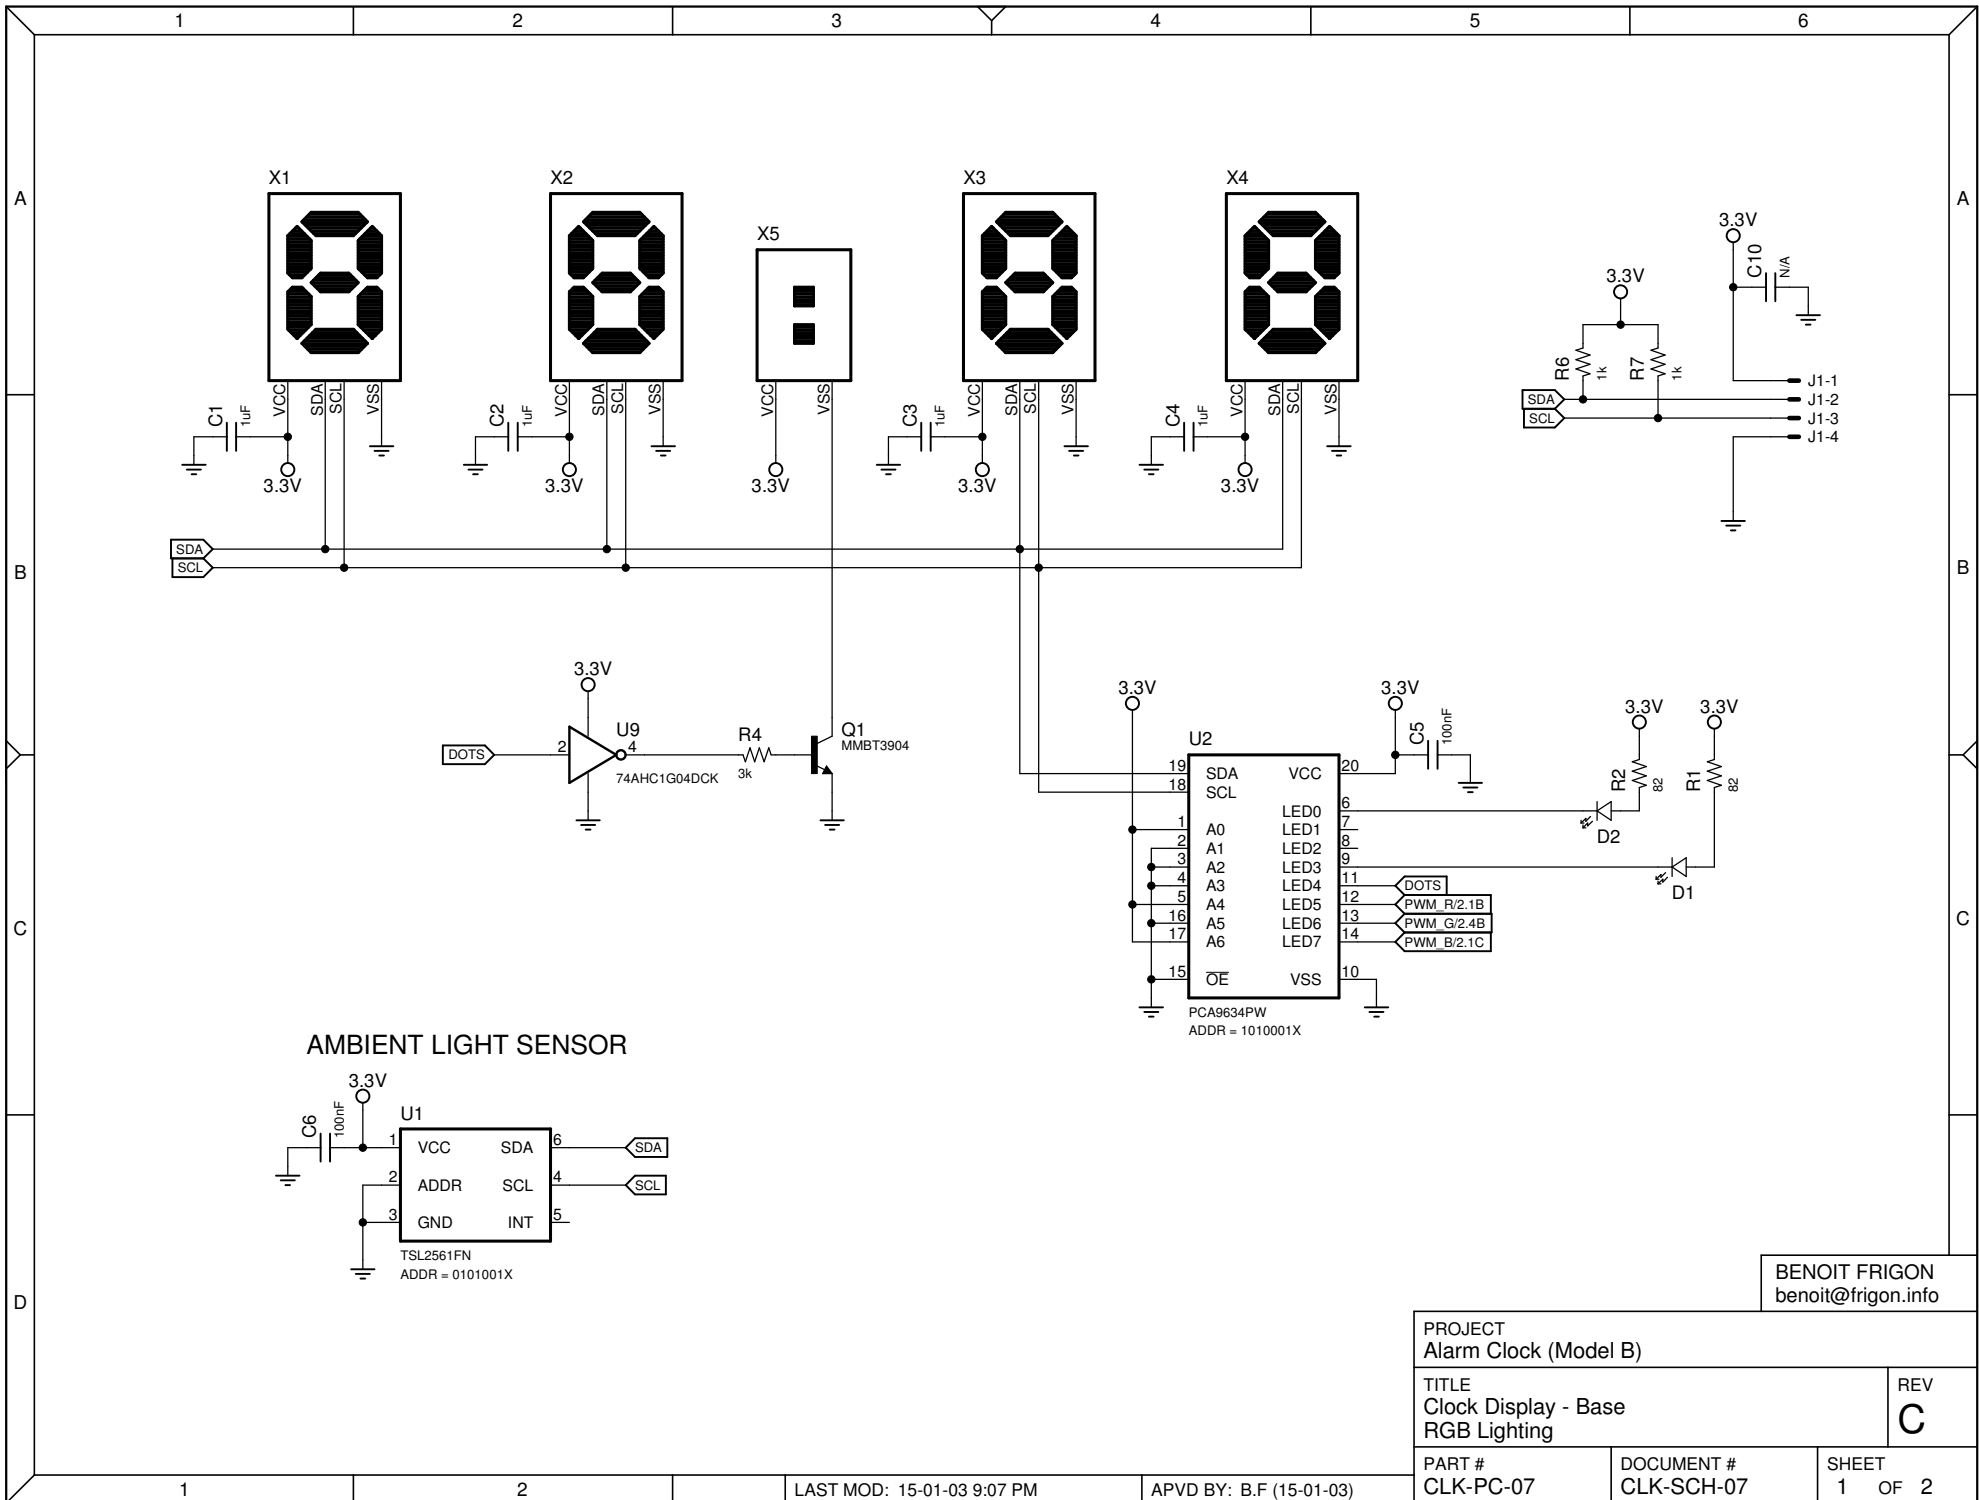 1 2 3 4 5 6
A A
X1 X2 X5 X3 X4
3.3V
C10 N/A
3.3V
R6 1k R7 1k
VCC SDA SCL VSS
VCC SDA SCL VSS
VCC VSS
VCC SDA SCL VSS
VCC SDA SCL VSS
C1 1uF C2 1uF C3 1uF C4 1uF
3.3V 3.3V 3.3V 3.3V 3.3V
J1-1
SDA J1-2
SCL J1-3
J1-4
SDA
SCL
B B
3.3V
DOTS 2 U9 4
74AHC1G04DCK
R4
3k
Q1
MMBT3904
3.3V 3.3V
C5 100nF
3.3V 3.3V
R2 82 R1 82
D2
D1
U2
19 SDA VCC 20
18 SCL
LED0 6
1 A0 LED1 7
2 A1 LED2 8
3 A2 LED3 9
4 A3 LED4 11 DOTS
5 A4 LED5 12 PWM_R/2.1B
16 A5 LED6 13 PWM_G/2.4B
17 A6 LED7 14 PWM_B/2.1C
15 OE VSS 10
PCA9634PW
ADDR = 1010001X
C C
AMBIENT LIGHT SENSOR
3.3V
C6 100nF
U1
1 VCC SDA 6 SDA
2 ADDR SCL 4 SCL
3 GND INT 5
TSL2561FN
ADDR = 0101001X
D
BENOIT FRIGON
benoit@frigon.info
PROJECT
Alarm Clock (Model B)
TITLE
Clock Display - Base
RGB Lighting
REV
C
PART #
CLK-PC-07
DOCUMENT #
CLK-SCH-07
SHEET
1 OF 2
1 2 LAST MOD: 15-01-03 9:07 PM APVD BY: B.F (15-01-03)